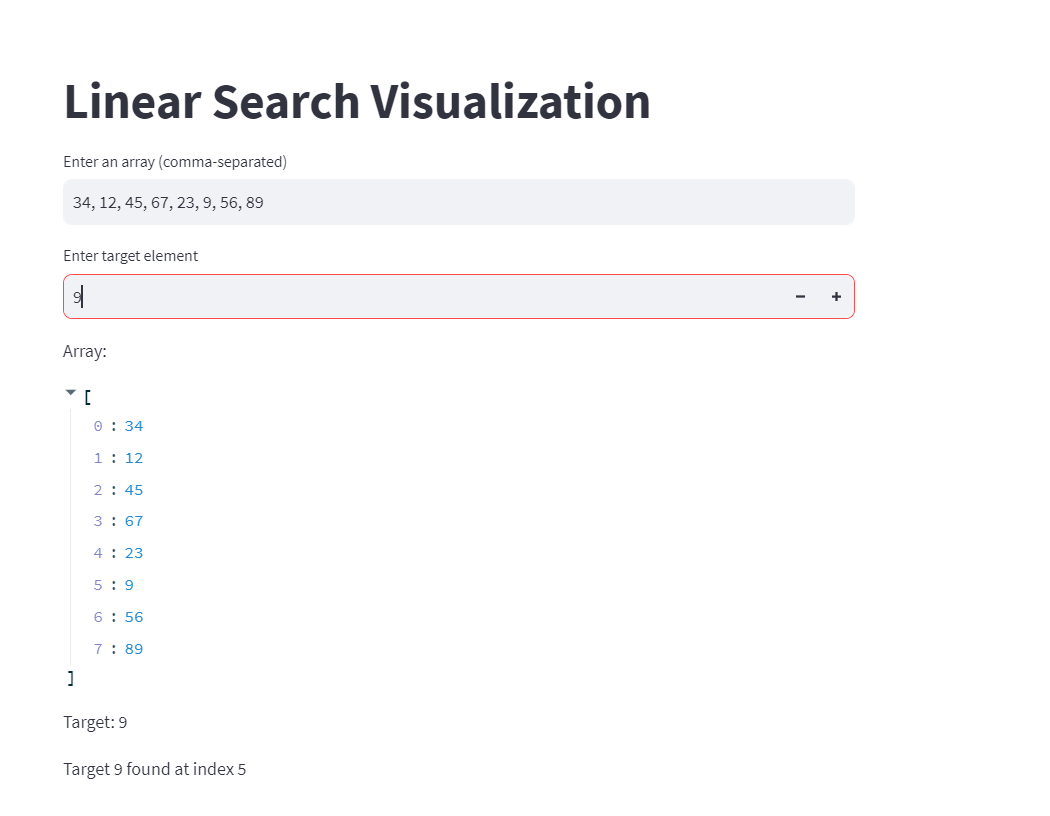 Linear Search Visualization
Enter an array (comma-separated)
34, 12, 45, 67, 23, 9, 56, 89
Enter target element
9
Array:
[
0 : 34
1 : 12
2 : 45
3 : 67
4 : 23
5 : 9
6 : 56
7 : 89
]
Target: 9
Target 9 found at index 5